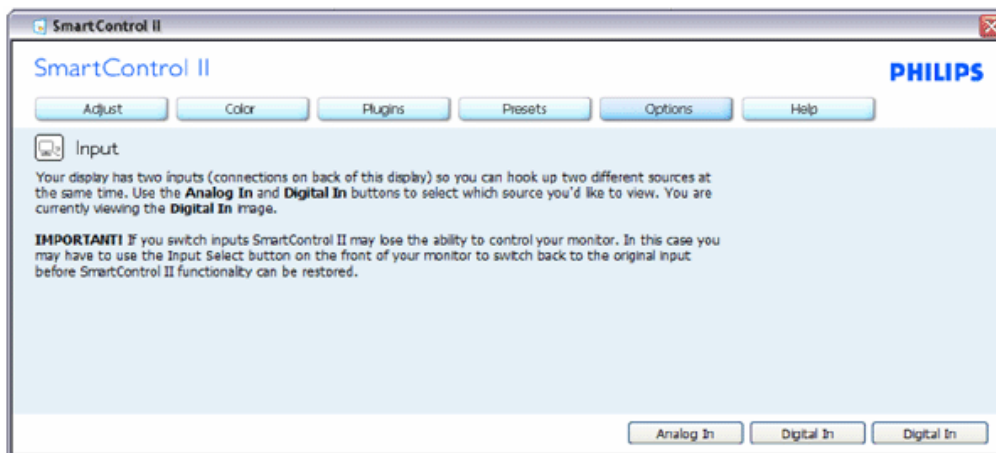 SmartControl II
SmartControl II
PHILIPS
Adjust Color Plugins Presets Options Help
Input
Your display has two inputs (connections on back of this display) so you can hook up two different sources at
the same time. Use the Analog In and Digital In buttons to select which source you'd like to view. You are
currently viewing the Digital In image.
IMPORTANT! If you switch inputs SmartControl II may lose the ability to control your monitor. In this case you
may have to use the Input Select button on the front of your monitor to switch back to the original input
before SmartControl II functionality can be restored.
Analog In Digital In Digital In